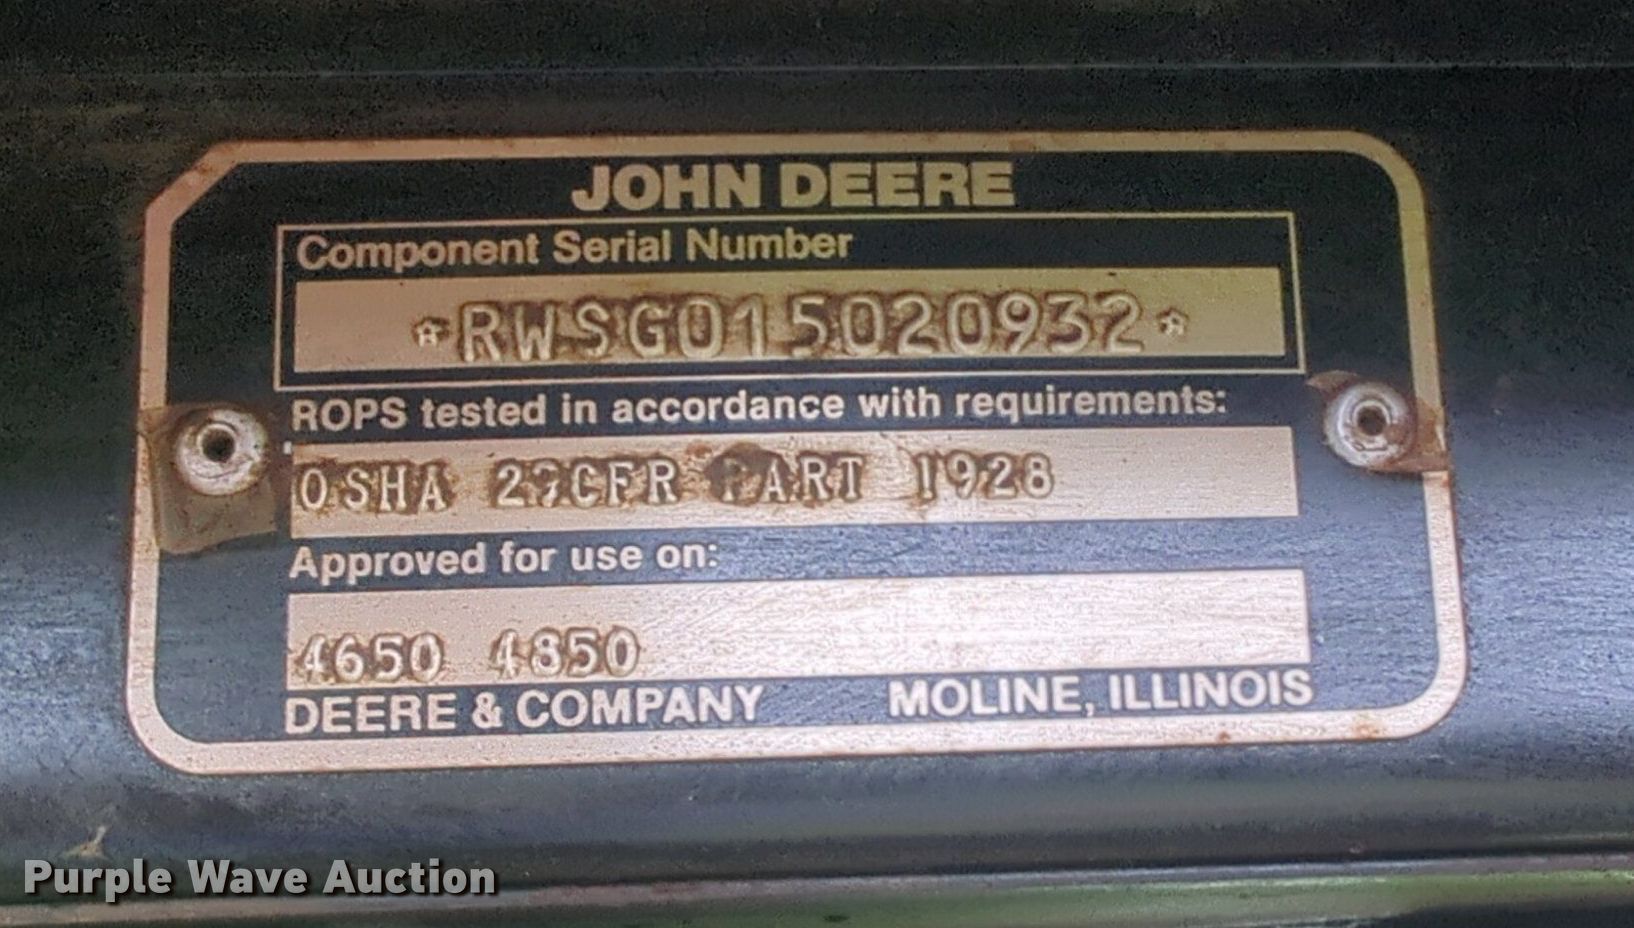 JOHN DEERE
Component Serial Number
*RWSG015020932*
ROPS tested in accordance with requirements:
OSHA 29CFR PART 1928
Approved for use on:
4650 4850
DEERE & COMPANY MOLINE, ILLINOIS
Purple Wave Auction